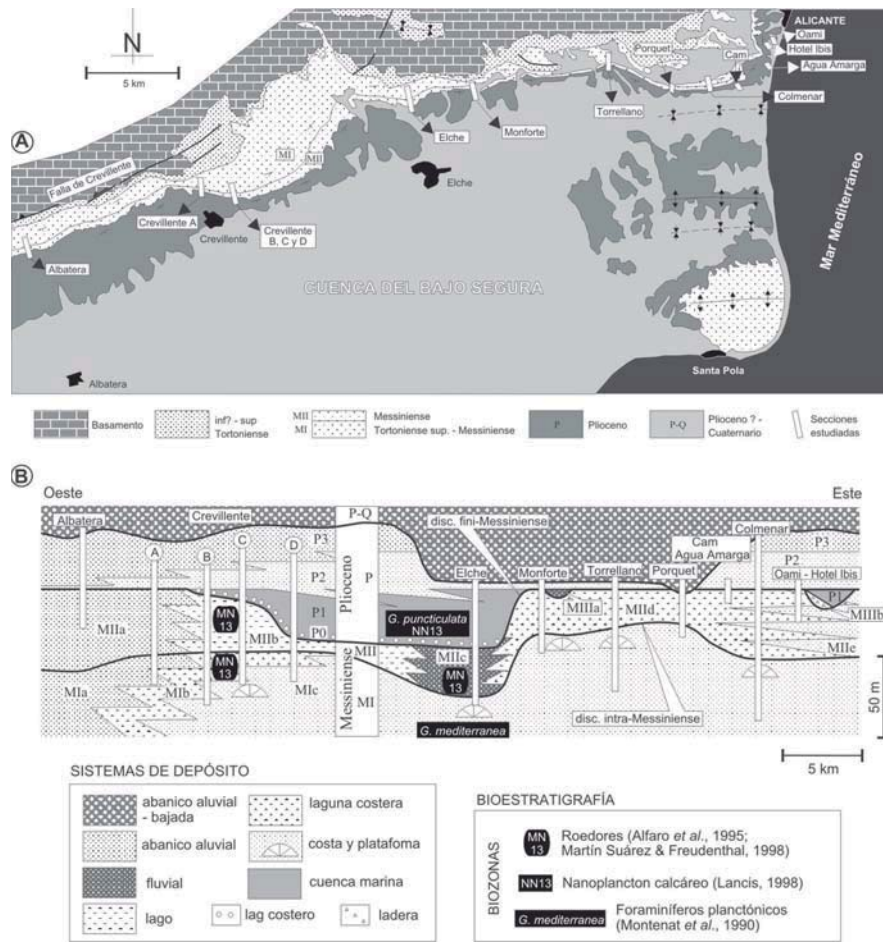 N
5 km
A
ALICANTE
Oami
Hotel Ibis
Agua Amarga
Colmenar
Porquet
Cam
Torrellano
Monforte
Elche
Elche
MI
MII
Falla de Crevillente
Crevillente A
Crevillente
Crevillente
B, C y D
Albatera
Albatera
CUENCA DEL BAJO SEGURA
Mar Mediterráneo
Santa Pola
Basamento
inf? - sup
Tortoniense
MII
MI
Messiniense
Tortoniense sup. - Messiniense
P
Plioceno
P-Q
Plioceno ? -
Cuaternario
Secciones
estudiadas
B
Oeste
Este
Albatera
Crevillente
P-Q
disc. fini-Messiniense
Colmenar
A
B
C
D
P3
P2
P1
P0
Plioceno
P
Messiniense
MII
MI
Elche
Monforte
Torrellano
Porquet
Cam
Agua Amarga
Oami - Hotel Ibis
P3
P2
P1
G. puncticulata
NN13
MIIa
MIIb
MIIc
MIId
MIIe
MIIIa
MIIIb
MN
13
MN
13
MN
13
MIa
MIb
MIc
G. mediterranea
disc. intra-Messiniense
50 m
5 km
SISTEMAS DE DEPÓSITO
abanico aluvial
- bajada
laguna costera
abanico aluvial
costa y platafoma
fluvial
cuenca marina
lago
lag costero
ladera
BIOESTRATIGRAFÍA
BIOZONAS
MN
13
Roedores (Alfaro et al., 1995;
Martín Suárez & Freudenthal, 1998)
NN13
Nanoplancton calcáreo (Lancis, 1998)
G. mediterranea
Foraminíferos planctónicos
(Montenat et al., 1990)